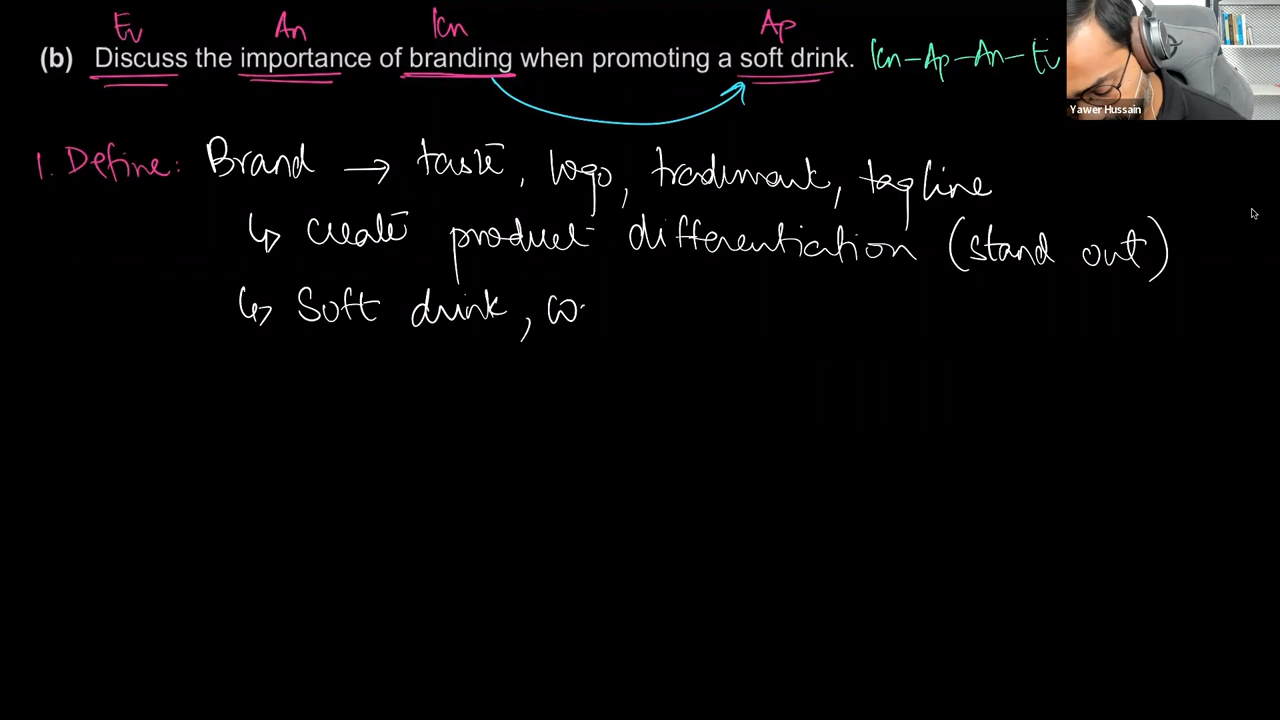 Ev An Kn Ap
(b) Discuss the importance of branding when promoting a soft drink. Kn-Ap-An-Ev
Yawer Hussain
1. Define: Brand → taste, logo, trademark, tagline
↳ create product differentiation (stand out)
↳ Soft drink,